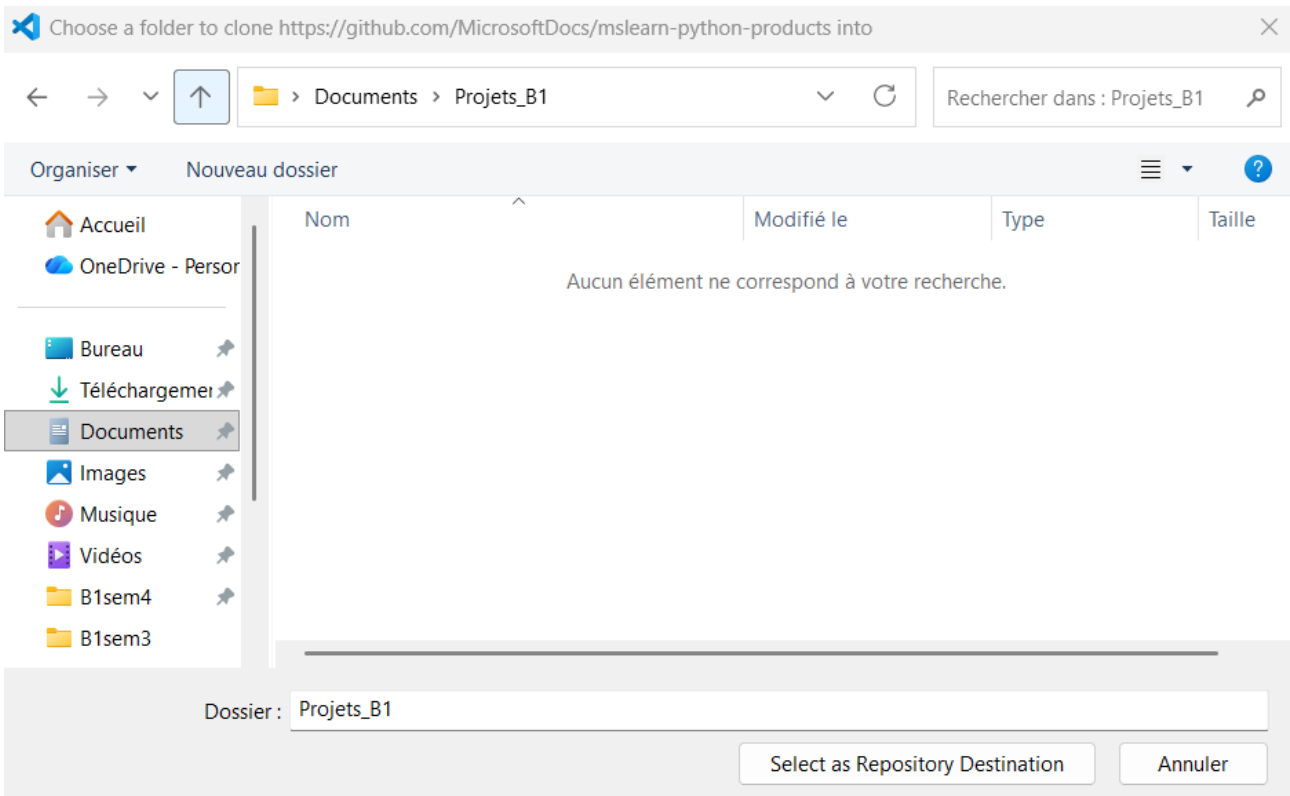 Choose a folder to clone https://github.com/MicrosoftDocs/mslearn-python-products into
Documents > Projets_B1
Rechercher dans : Projets_B1
Organiser Nouveau dossier
Nom Modifié le Type Taille
Aucun élément ne correspond à votre recherche.
Accueil
OneDrive - Persor
Bureau
Téléchargemer
Documents
Images
Musique
Vidéos
B1sem4
B1sem3
Dossier : Projets_B1
Select as Repository Destination Annuler